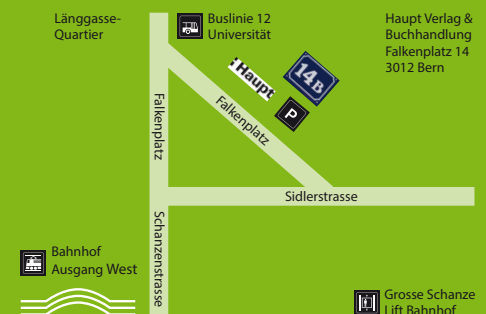 Länggasse-
Quartier
Buslinie 12
Universität
Haupt Verlag &
Buchhandlung
Falkenplatz 14
3012 Bern
Haupt
14B
P
Falkenplatz
Falkenplatz
Sidlerstrasse
Schanzenstrasse
Bahnhof
Ausgang West
Grosse Schanze
Lift Bahnhof